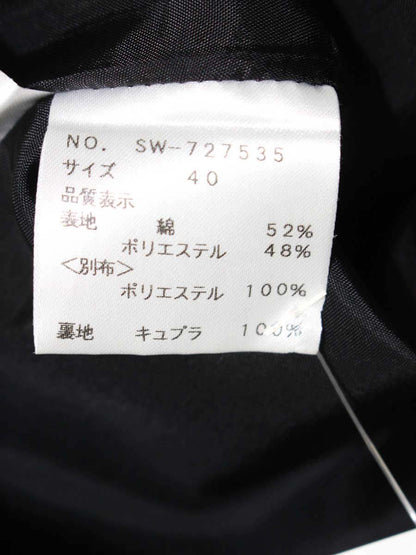 NO. SW-727535
サイズ 40
品質表示
表地 綿 52%
ポリエステル 48%
<別布>
ポリエステル 100%
裏地 キュプラ 100%